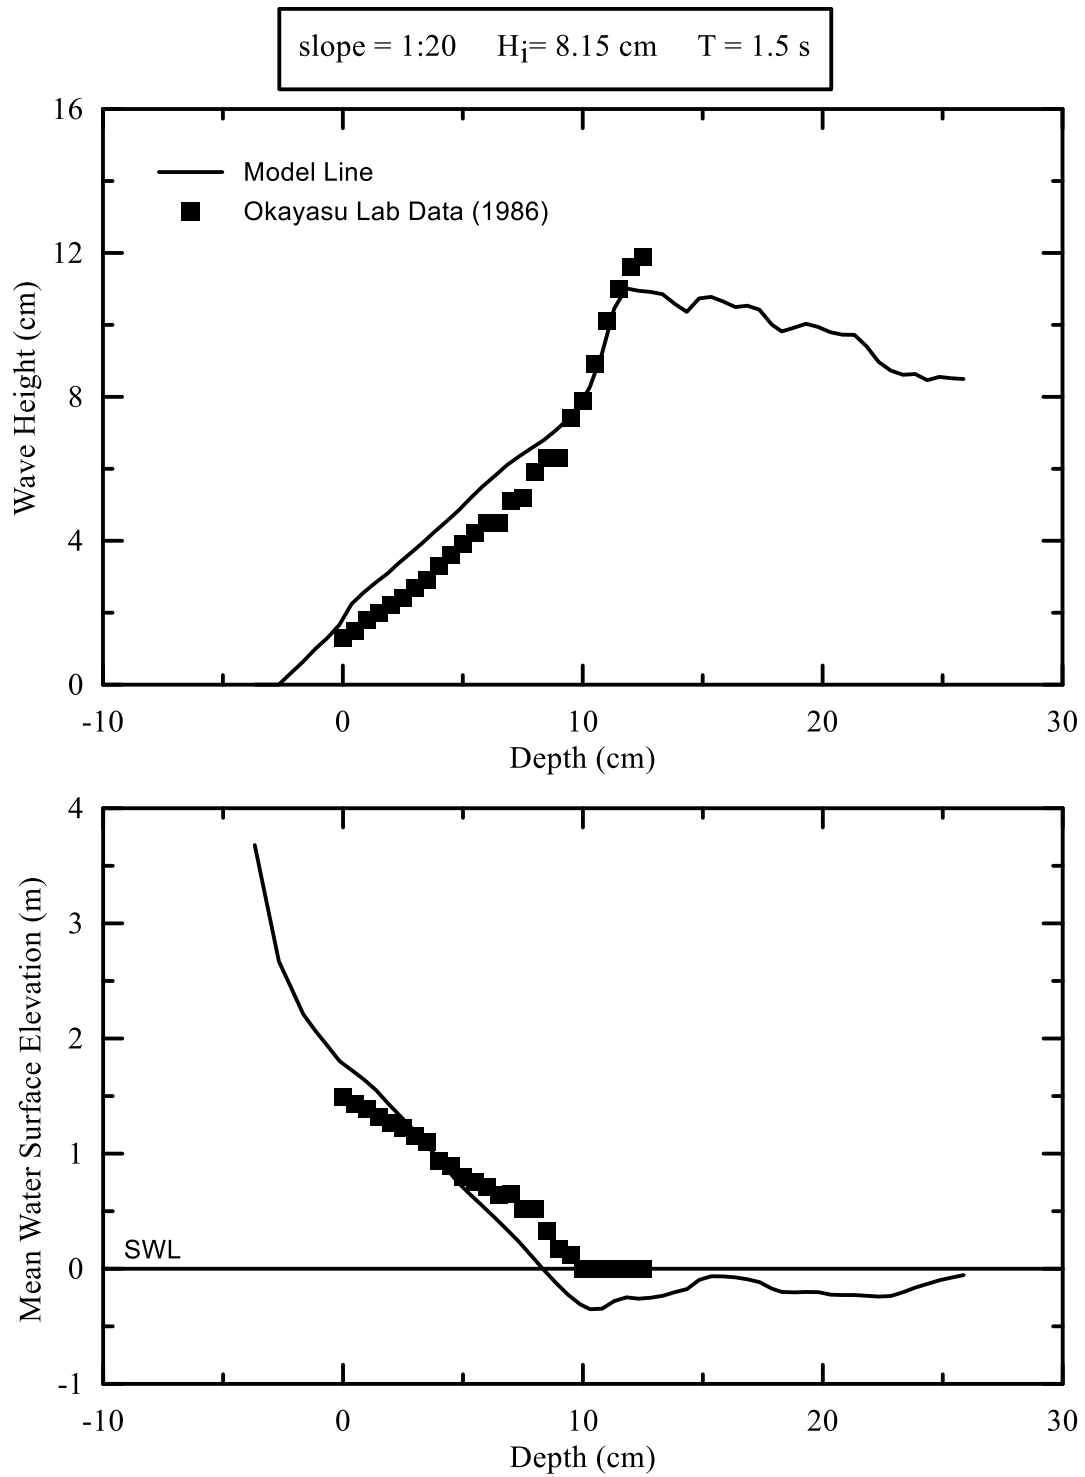 slope = 1:20 Hi= 8.15 cm T = 1.5 s
16
Model Line
Okayasu Lab Data (1986)
12
Wave Height (cm)
8
4
0
-10 0 10 20 30
Depth (cm)
4
3
Mean Water Surface Elevation (m)
2
1
SWL
0
-1
-10 0 10 20 30
Depth (cm)